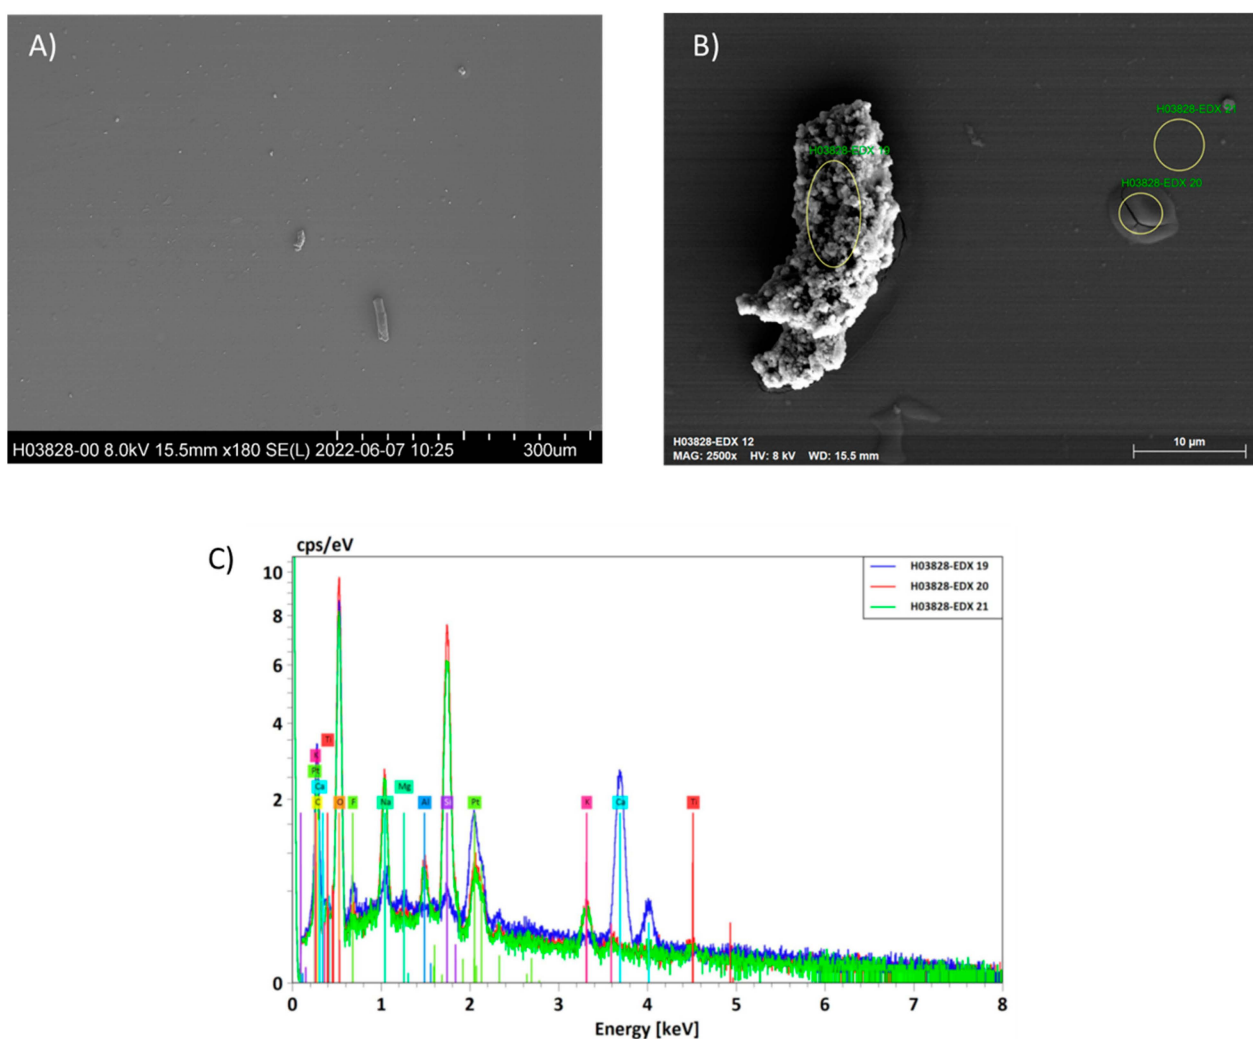 A)
H03828-00 8.0kV 15.5mm x180 SE(L) 2022-06-07 10:25 300um
B)
H03828-EDX 21
H03828-EDX 19
H03828-EDX 20
H03828-EDX 12
MAG: 2500x HV: 8 kV WD: 15.5 mm
10 µm
C)
cps/eV
H03828-EDX 19
H03828-EDX 20
H03828-EDX 21
10
8
6
4
2
0
Ti
K
Pt
Ca
Mg
C O F Na Al Si Pt K Ca Ti
0 1 2 3 4 5 6 7 8
Energy [keV]